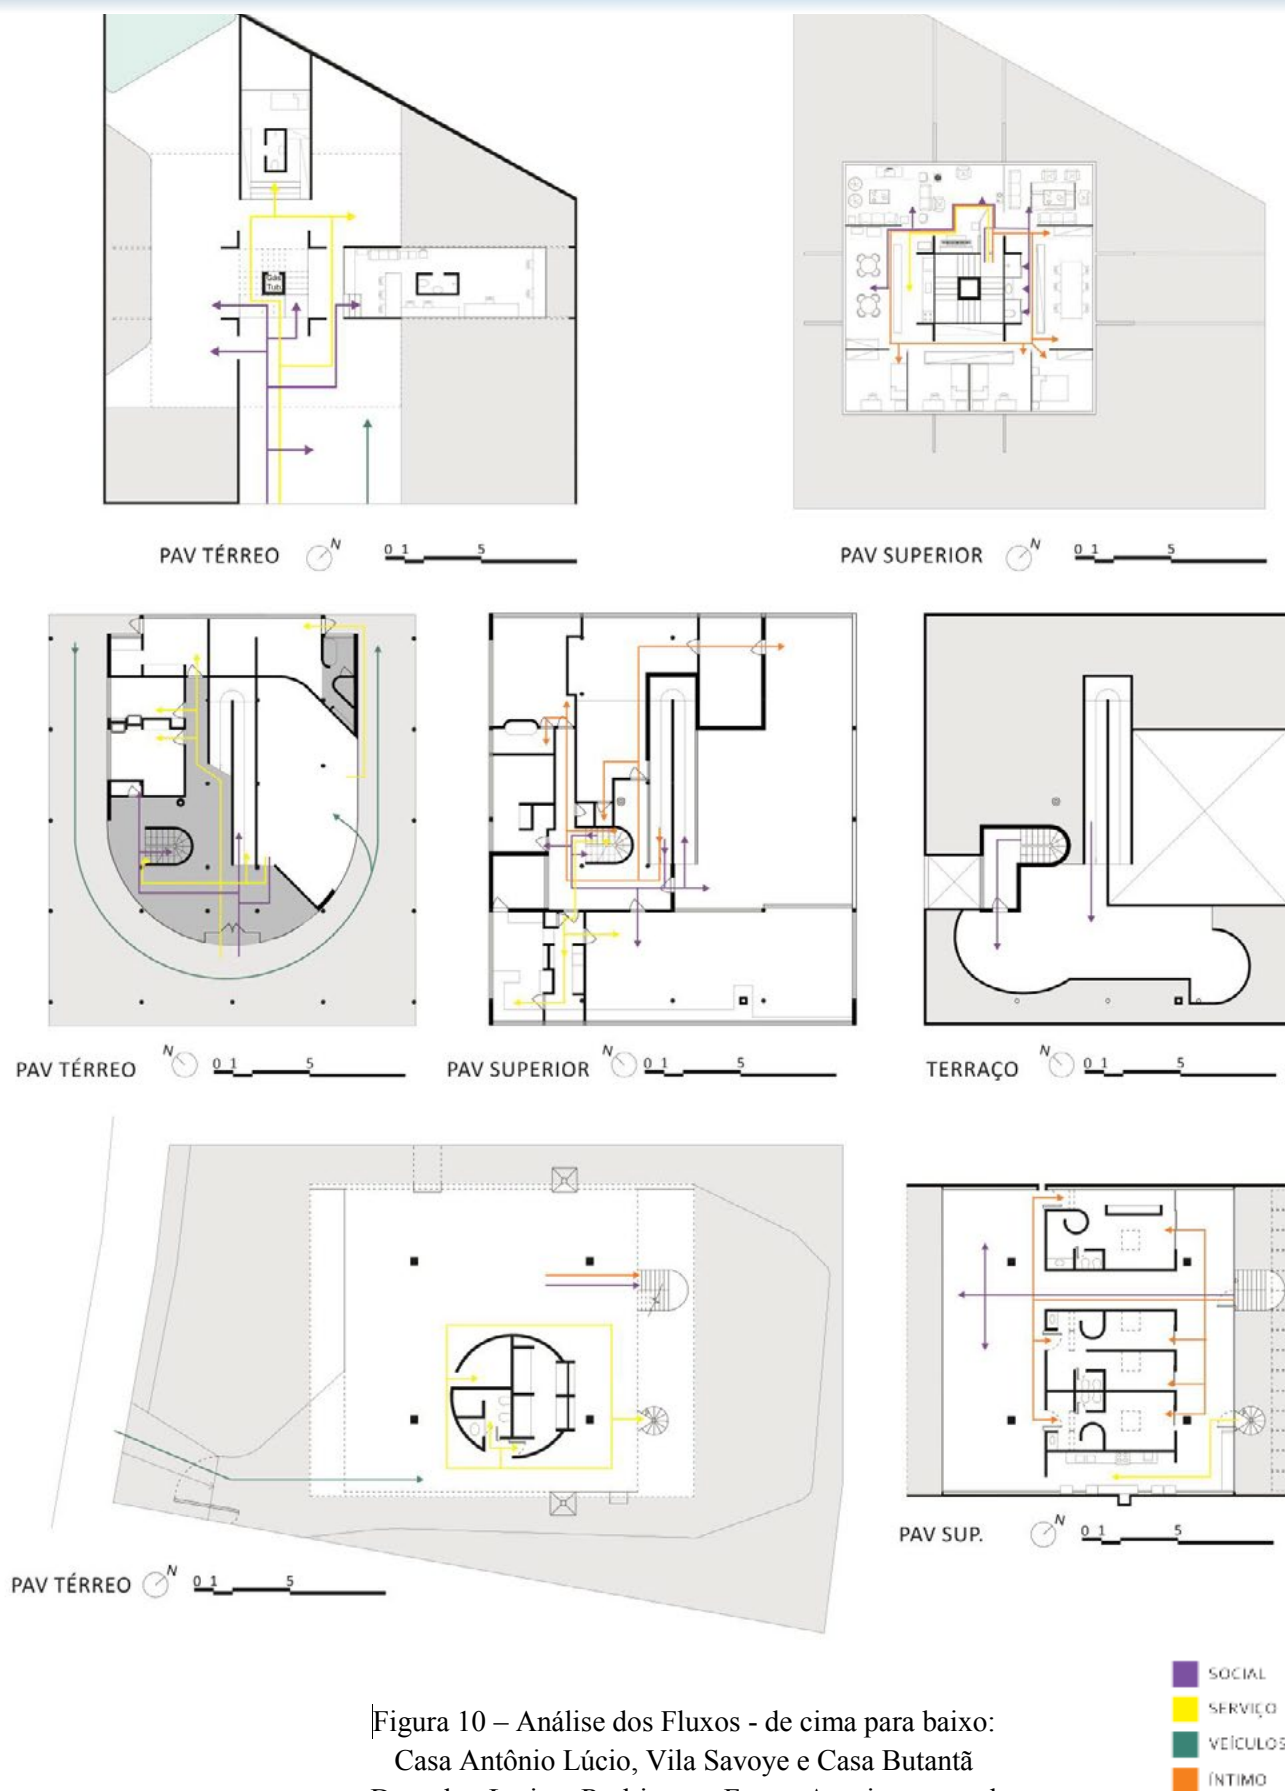 Gás
Tub
PAV TÉRREO
N
0 1 5
PAV SUPERIOR
N
0 1 5
PAV TÉRREO
N
0 1 5
PAV SUPERIOR
N
0 1 5
TERRAÇO
N
0 1 5
PAV TÉRREO
N
0 1 5
PAV SUP.
N
0 1 5
SOCIAL
SERVIÇO
VEÍCULOS
ÍNTIMO
Figura 10 – Análise dos Fluxos - de cima para baixo:
Casa Antônio Lúcio, Vila Savoye e Casa Butantã